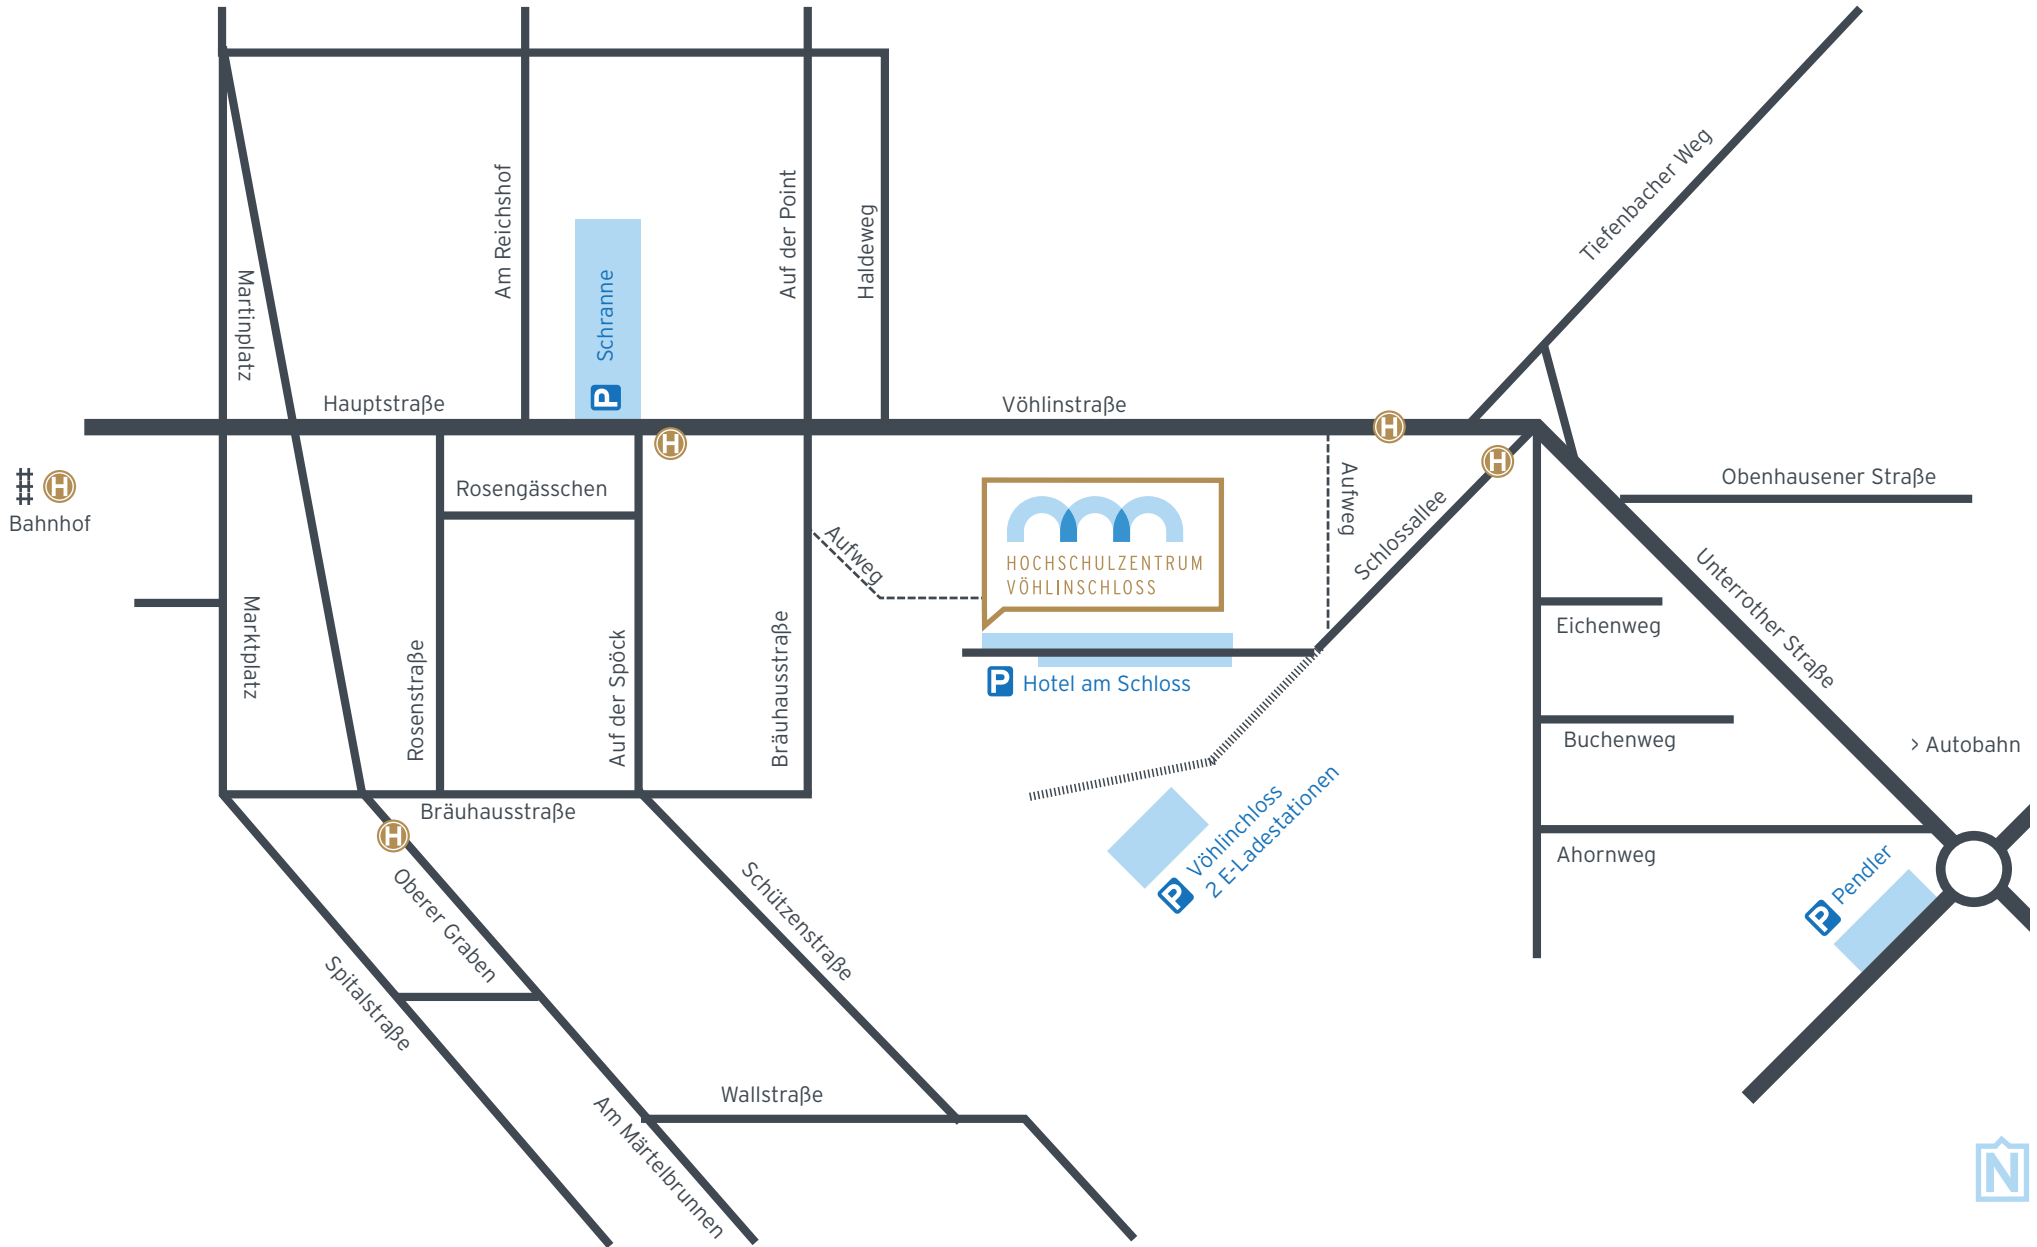 Tiefenbacher Weg
Am Reichshof
Auf der Point
Haldeweg
Martinplatz
Schranne
P
Hauptstraße
Völinstraße
H
H
H
H
Bahnhof
Rosengässchen
Aufweg
HOCHSCHULZENTRUM
VÖHLINSCHLOSS
Aufweg
Schlossallee
Obenhausener Straße
Unterrother Straße
Marktplatz
Rosenstraße
Auf der Spöck
Bräuhausstraße
P Hotel am Schloss
Eichenweg
Buchenweg
> Autobahn
Bräuhausstraße
H
P Vöhlinchloss
2 E-Ladestationen
Ahornweg
P Pendler
Oberer Graben
Schützenstraße
Spitalstraße
Wallstraße
Am Märtelbrunnen
N